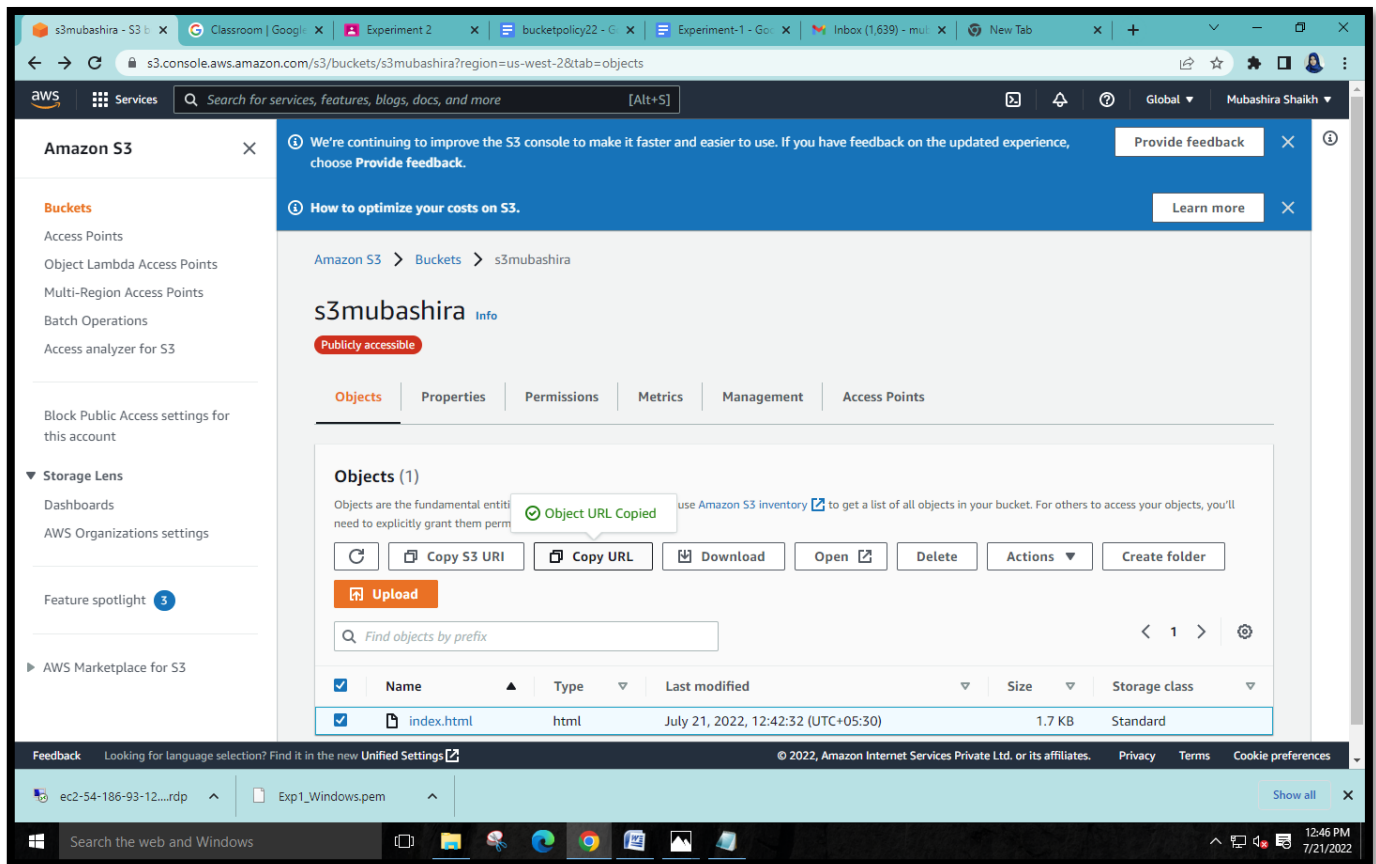 s3mubashira - S3 b
Classroom | Google
Experiment 2
bucketpolicy22 - G
Experiment-1 - Goo
Inbox (1,639) - mub
New Tab
s3.console.aws.amazon.com/s3/buckets/s3mubashira?region=us-west-2&tab=objects
aws
Services
Search for services, features, blogs, docs, and more
[Alt+S]
Global
Mubashira Shaikh
Amazon S3
Buckets
Access Points
Object Lambda Access Points
Multi-Region Access Points
Batch Operations
Access analyzer for S3
Block Public Access settings for
this account
Storage Lens
Dashboards
AWS Organizations settings
Feature spotlight 3
AWS Marketplace for S3
We're continuing to improve the S3 console to make it faster and easier to use. If you have feedback on the updated experience,
choose Provide feedback.
Provide feedback
How to optimize your costs on S3.
Learn more
Amazon S3 > Buckets > s3mubashira
s3mubashira Info
Publicly accessible
Objects
Properties
Permissions
Metrics
Management
Access Points
Objects (1)
Objects are the fundamental entiti use Amazon S3 inventory to get a list of all objects in your bucket. For others to access your objects, you'll
need to explicitly grant them perm
Object URL Copied
Copy S3 URI
Copy URL
Download
Open
Delete
Actions
Create folder
Upload
Find objects by prefix
1
Name
Type
Last modified
Size
Storage class
index.html
html
July 21, 2022, 12:42:32 (UTC+05:30)
1.7 KB
Standard
Feedback
Looking for language selection? Find it in the new Unified Settings
© 2022, Amazon Internet Services Private Ltd. or its affiliates.
Privacy
Terms
Cookie preferences
ec2-54-186-93-12....rdp
Exp1_Windows.pem
Show all
Search the web and Windows
12:46 PM
7/21/2022